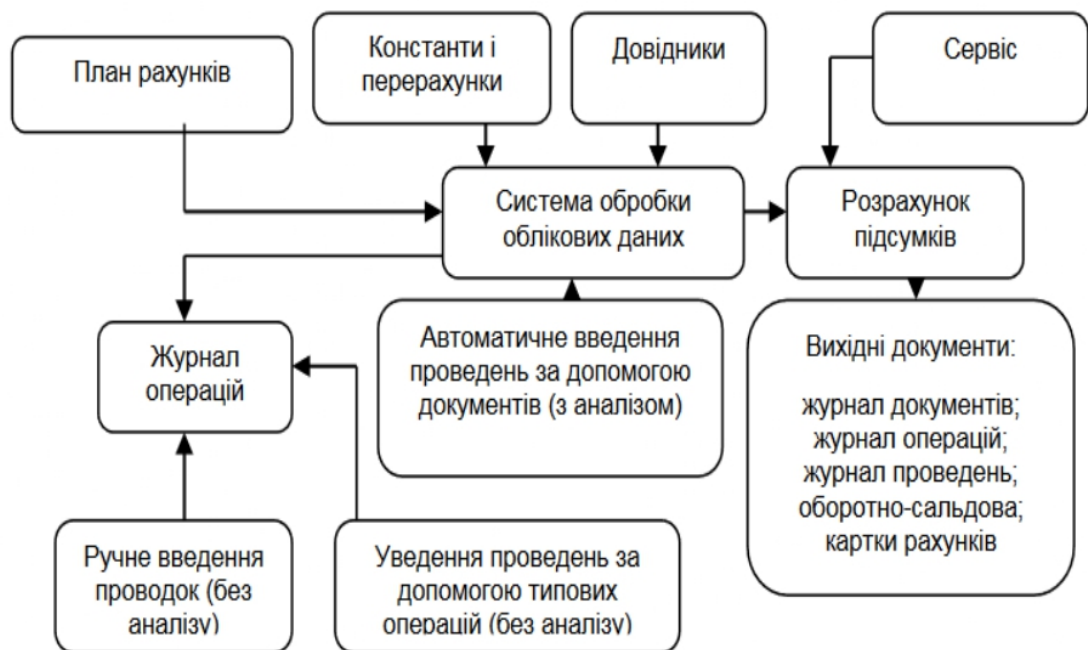 План рахунків
Константи і
перерахунки
Довідники
Сервіс
Система обробки
облікових даних
Розрахунок
підсумків
Журнал
операцій
Автоматичне введення
проведень за допомогою
документів (з аналізом)
Вихідні документи:
журнал документів;
журнал операцій;
журнал проведень;
оборотно-сальдова;
картки рахунків
Ручне введення
проводок (без
аналізу)
Уведення проведень за
допомогою типових
операцій (без аналізу)